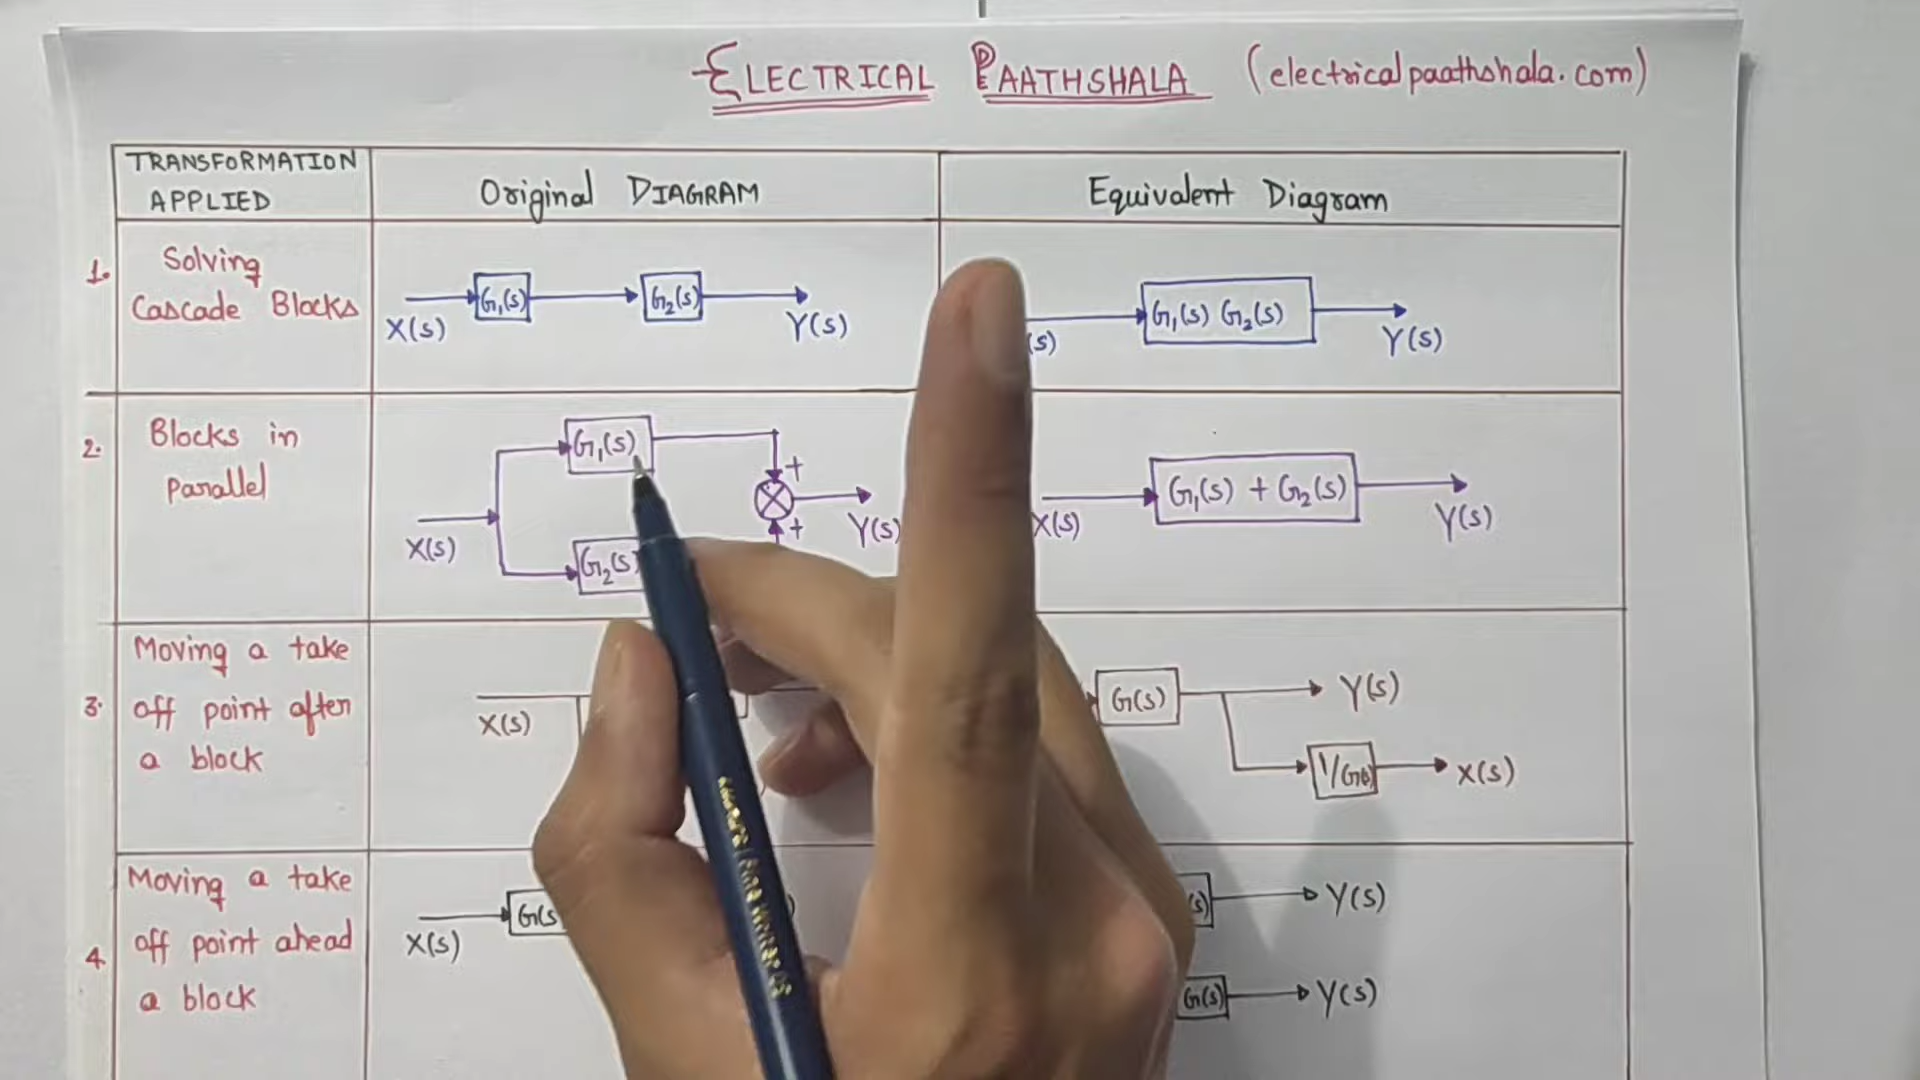 ELECTRICAL PAATHSHALA (electricalpaathshala.com)
TRANSFORMATION APPLIED
Original DIAGRAM
Equivalent Diagram
1.
Solving
Cascade Blocks
X(s)
G₁(s)
G₂(s)
Y(s)
(s)
G₁(s) G₂(s)
Y(s)
2.
Blocks in
Parallel
X(s)
G₁(s)
G₂(s)
+
+
Y(s)
X(s)
G₁(s) + G₂(s)
Y(s)
3.
Moving a take
off point after
a block
X(s)
G(s)
Y(s)
X(s)
4.
Moving a take
off point ahead
a block
X(s)
G(s
Y(s)
G(s)
Y(s)